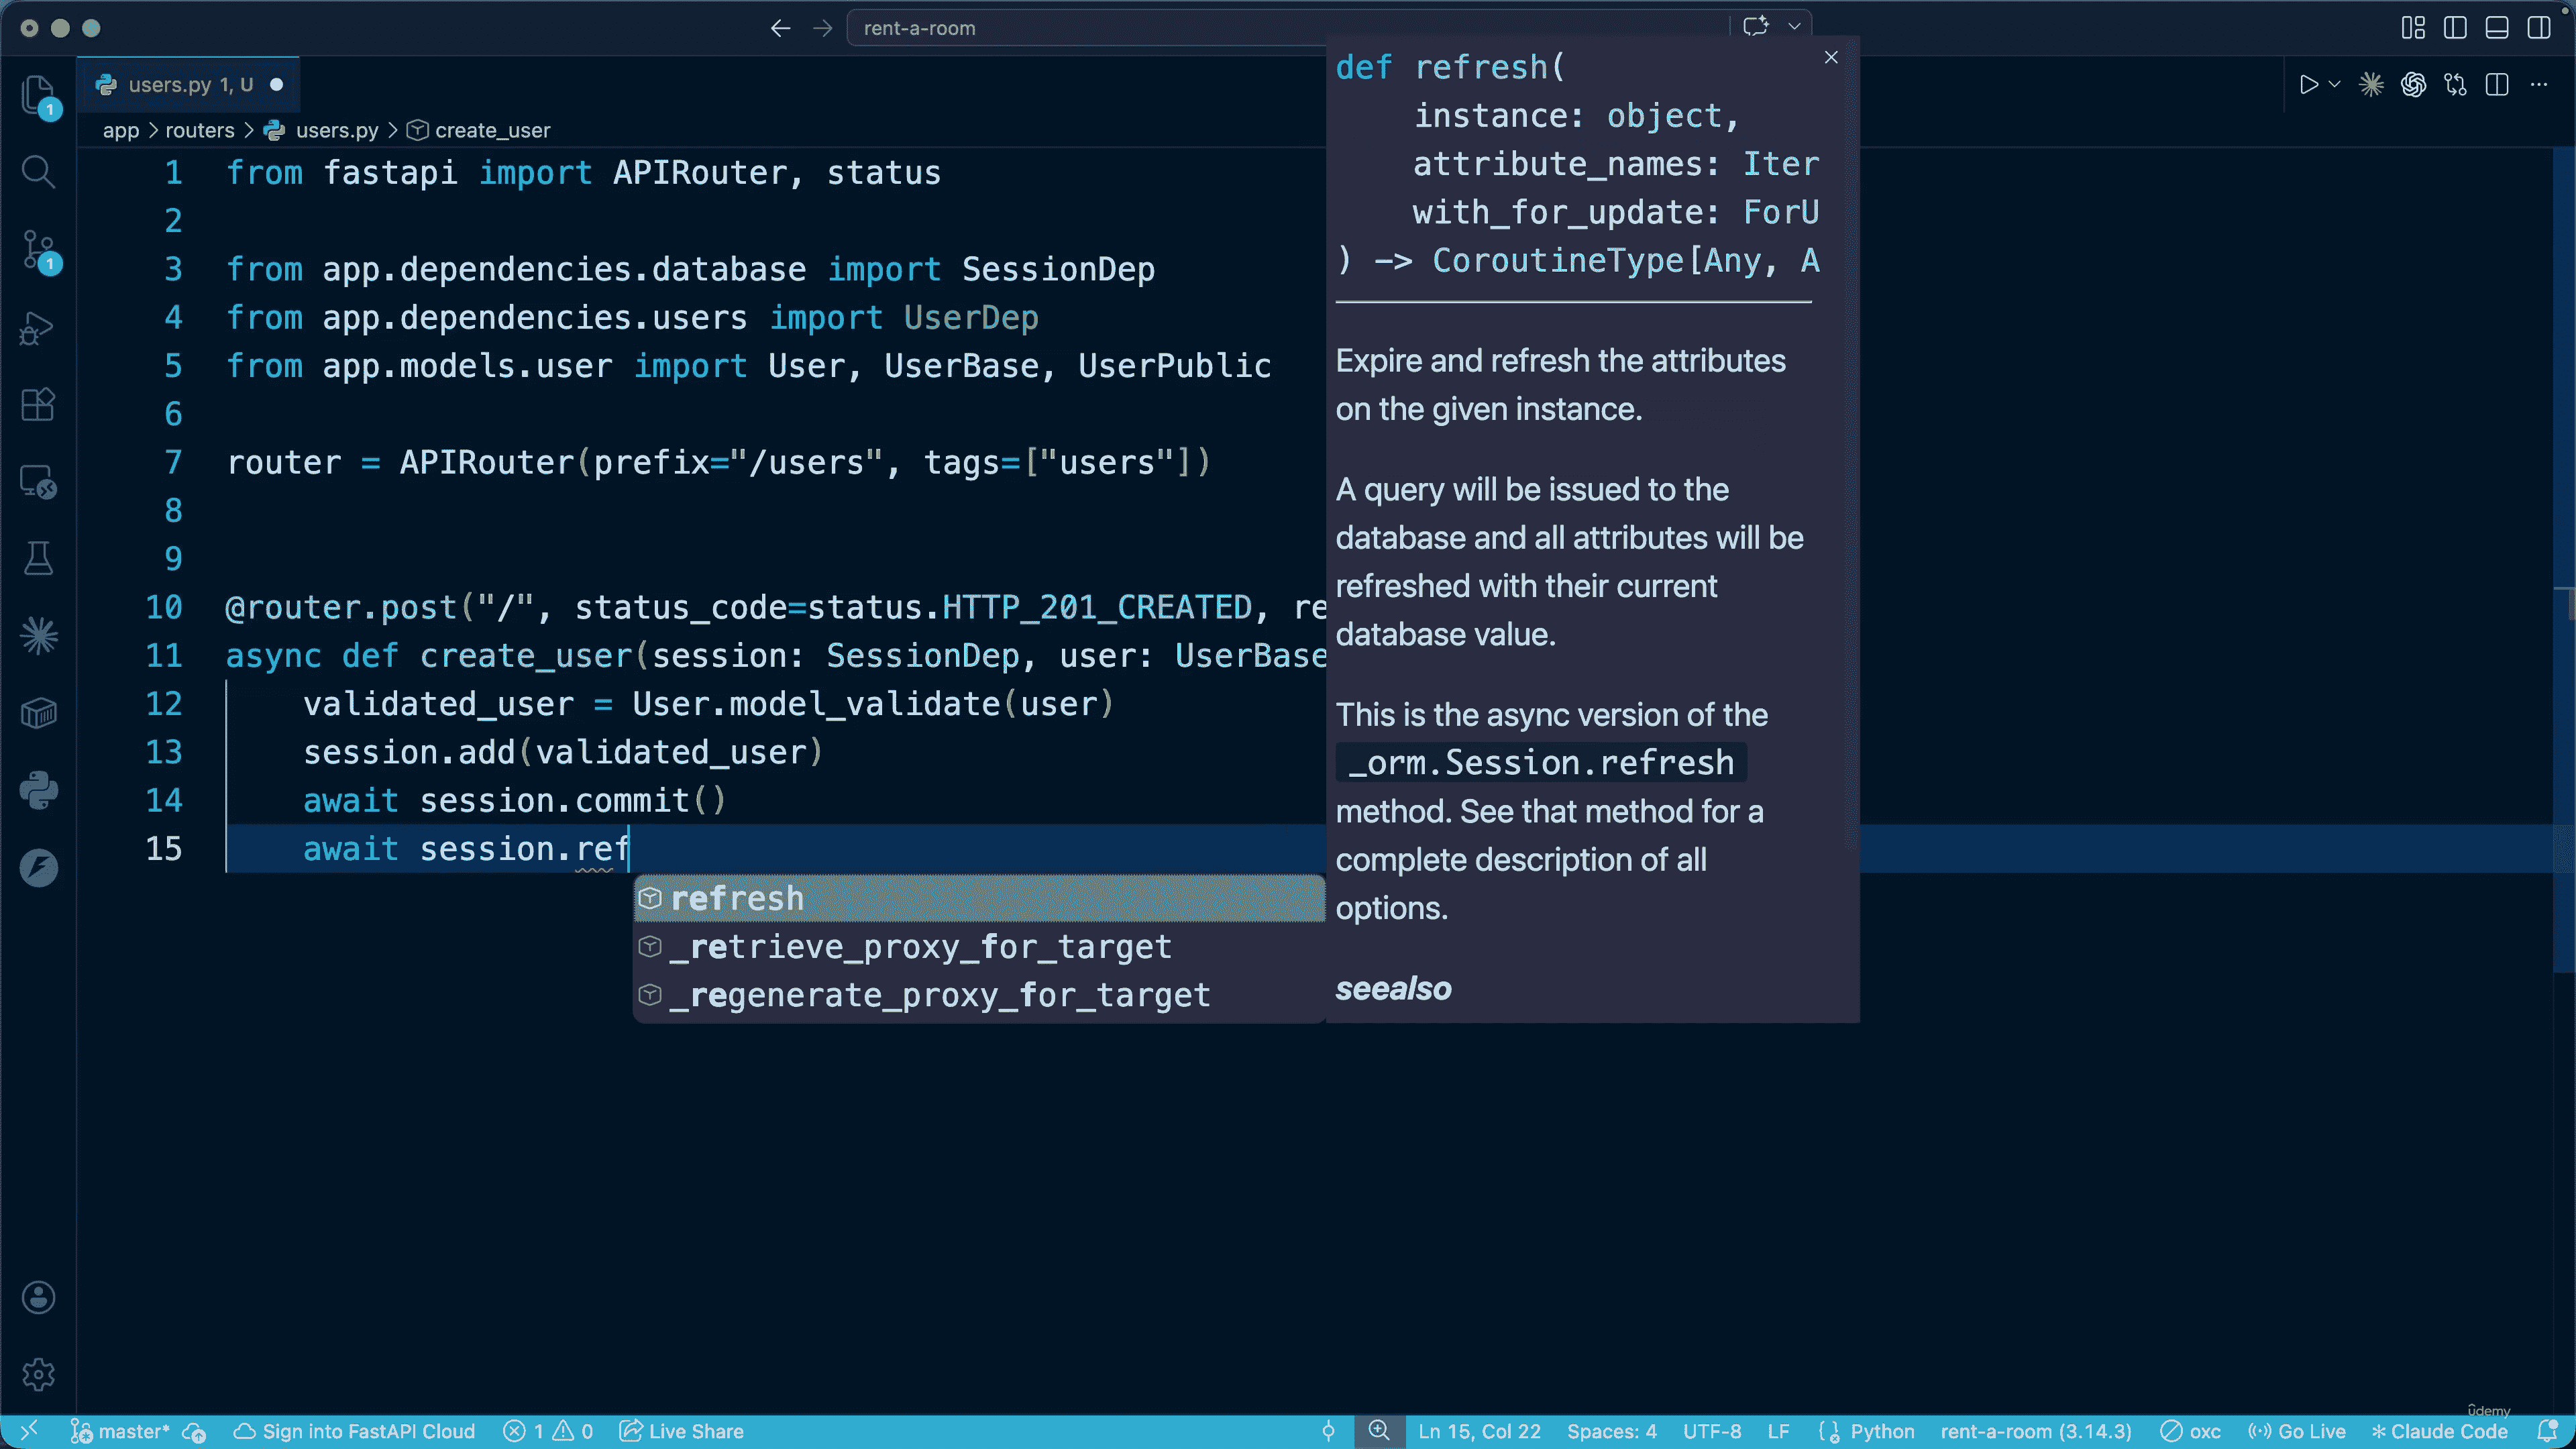 rent-a-room
users.py 1, U
app > routers > users.py > create_user
1 from fastapi import APIRouter, status
2
3 from app.dependencies.database import SessionDep
4 from app.dependencies.users import UserDep
5 from app.models.user import User, UserBase, UserPublic
6
7 router = APIRouter(prefix="/users", tags=["users"])
8
9
10 @router.post("/", status_code=status.HTTP_201_CREATED, re
11 async def create_user(session: SessionDep, user: UserBase
12 validated_user = User.model_validate(user)
13 session.add(validated_user)
14 await session.commit()
15 await session.ref
refresh
_retrieve_proxy_for_target
_regenerate_proxy_for_target
def refresh(
instance: object,
attribute_names: Iter
with_for_update: ForU
) -> CoroutineType[Any, A
Expire and refresh the attributes
on the given instance.
A query will be issued to the
database and all attributes will be
refreshed with their current
database value.
This is the async version of the
_orm.Session.refresh
method. See that method for a
complete description of all
options.
seealso
1
1
udemy
master* Sign into FastAPI Cloud 1 0 Live Share Ln 15, Col 22 Spaces: 4 UTF-8 LF Python rent-a-room (3.14.3) oxc Go Live Claude Code